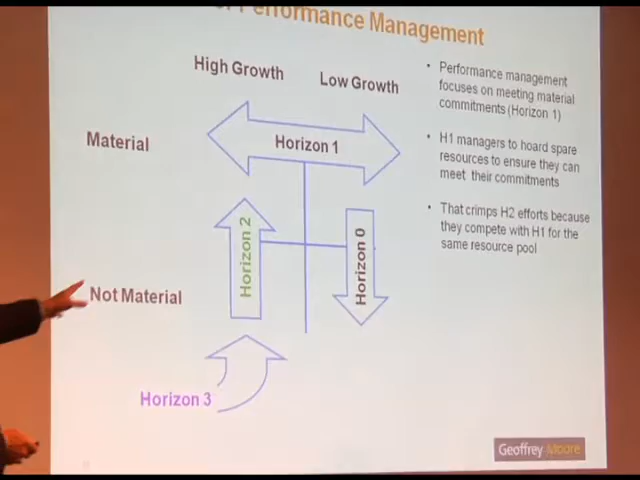 Performance Management
High Growth
Low Growth
Material
Horizon 1
Horizon 2
Horizon 0
Not Material
Horizon 3
• Performance management
focuses on meeting material
commitments (Horizon 1)
• H1 managers to hoard spare
resources to ensure they can
meet their commitments
• That crimps H2 efforts because
they compete with H1 for the
same resource pool
Geoffrey Moore